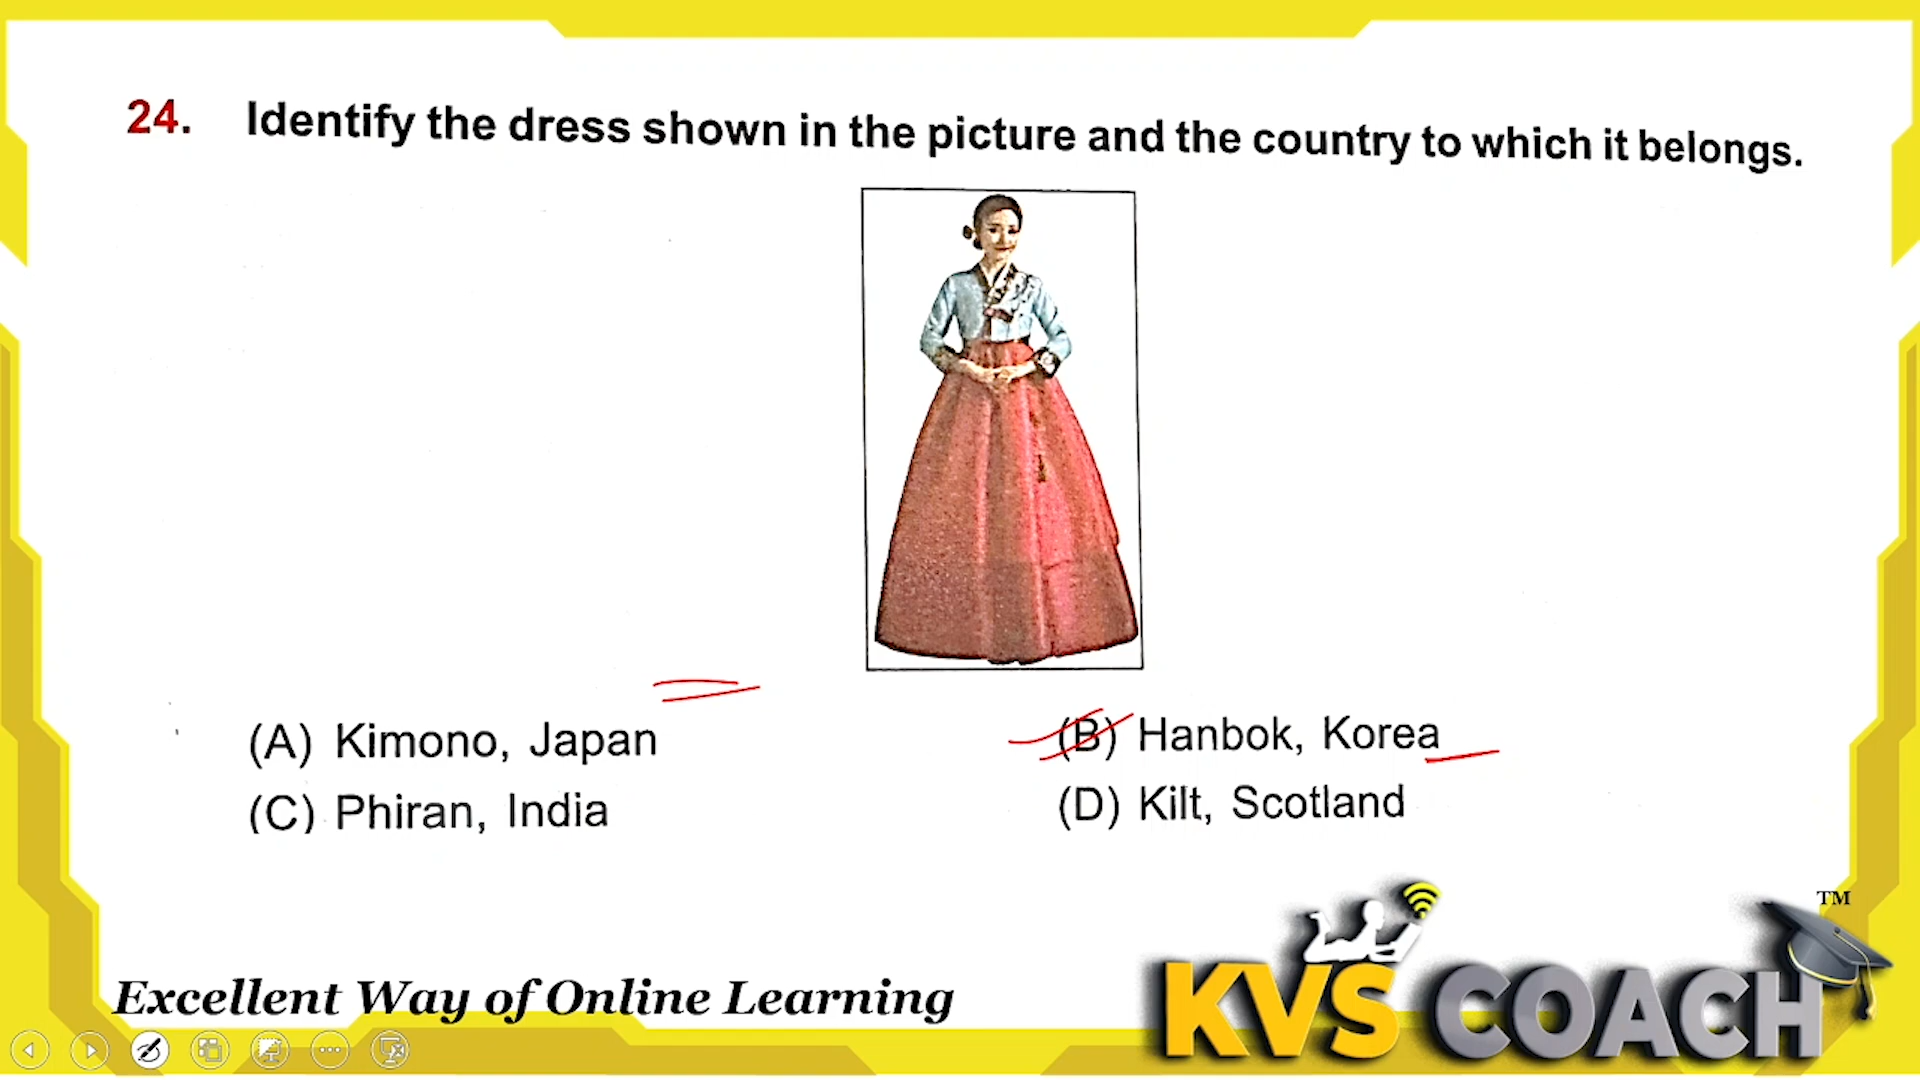 24. Identify the dress shown in the picture and the country to which it belongs.
(A) Kimono, Japan
(B) Hanbok, Korea
(C) Phiran, India
(D) Kilt, Scotland
Excellent Way of Online Learning
KVS COACH TM